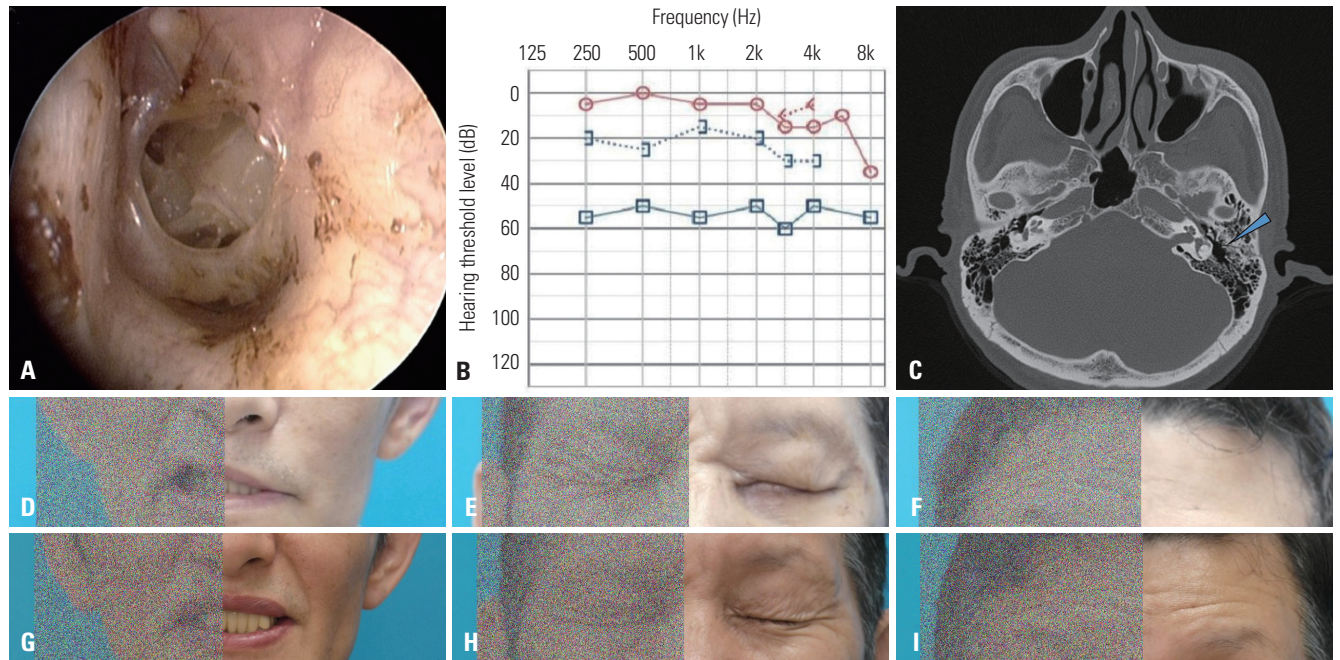 Frequency (Hz)
125 250 500 1k 2k 4k 8k
Hearing threshold level (dB)
0
20
40
60
80
100
120
A
B
C
D
E
F
G
H
I